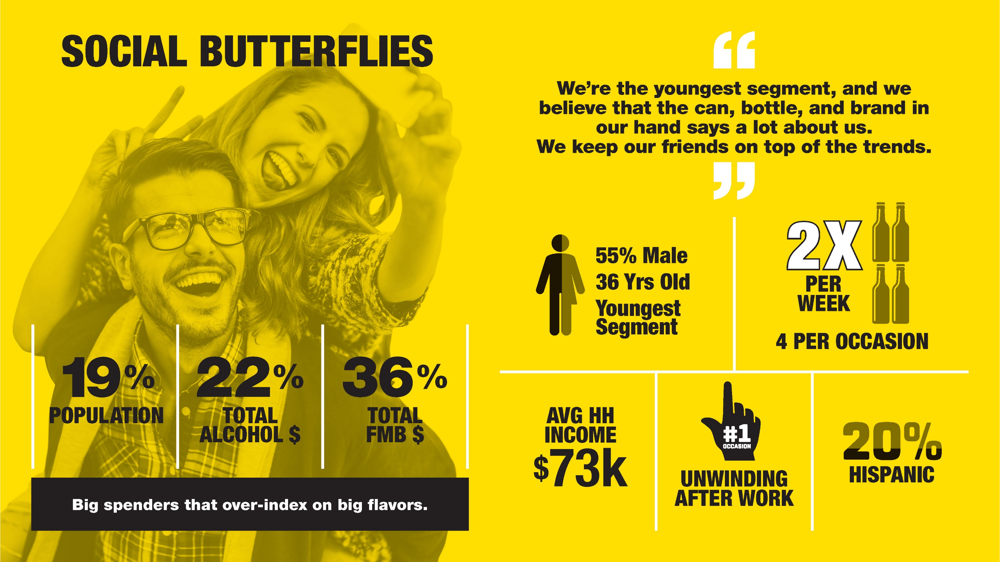 SOCIAL BUTTERFLIES
19%
POPULATION
22%
TOTAL
ALCOHOL $
36%
TOTAL
FMB $
Big spenders that over-index on big flavors.
“
We’re the youngest segment, and we
believe that the can, bottle, and brand in
our hand says a lot about us.
We keep our friends on top of the trends.
”
55% Male
36 Yrs Old
Youngest
Segment
2X
PER
WEEK
4 PER OCCASION
AVG HH
INCOME
$73k
#1
OCCASION
UNWINDING
AFTER WORK
20%
HISPANIC